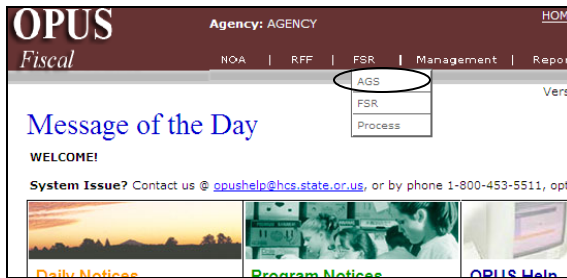 OPUS
Agency: AGENCY
HOM
Fiscal
NOA | RFF | FSR | Management | Repor
AGS
FSR
Process
Vers
Message of the Day
WELCOME!
System Issue? Contact us @ opushelp@hcs.state.or.us, or by phone 1-800-453-5511, opt
Daily Notices
Program Notices
OPUS Help